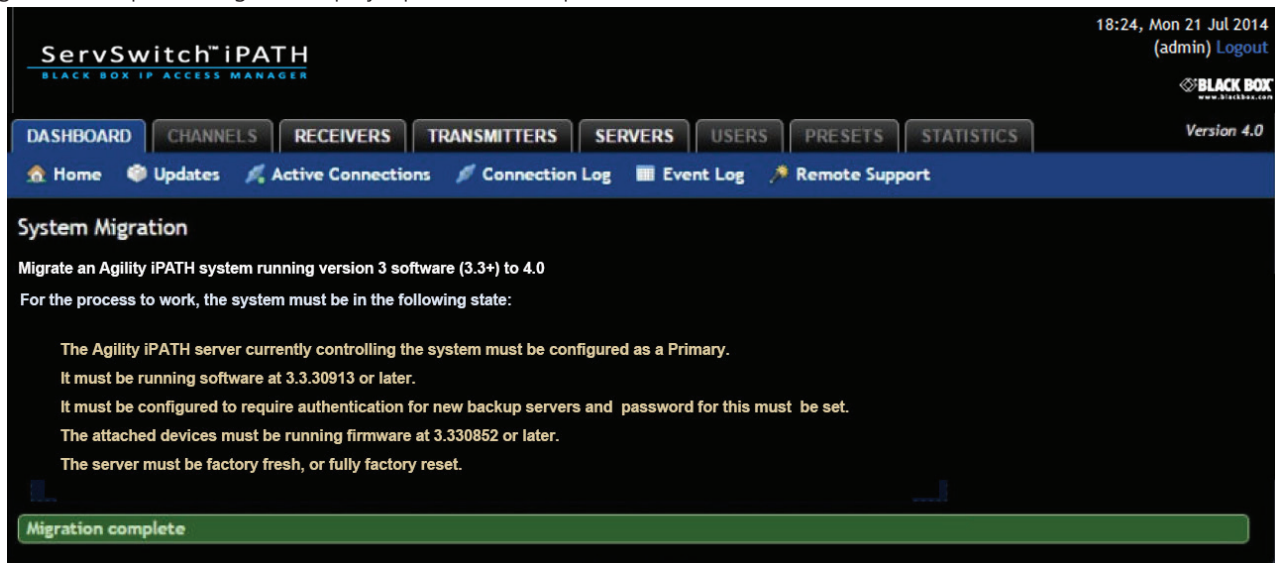 18:24, Mon 21 Jul 2014
(admin) Logout
ServSwitch™ iPATH
BLACK BOX IP ACCESS MANAGER
BLACK BOX
www.blackbox.com
DASHBOARD CHANNELS RECEIVERS TRANSMITTERS SERVERS USERS PRESETS STATISTICS Version 4.0
Home Updates Active Connections Connection Log Event Log Remote Support
System Migration
Migrate an Agility iPATH system running version 3 software (3.3+) to 4.0
For the process to work, the system must be in the following state:
The Agility iPATH server currently controlling the system must be configured as a Primary.
It must be running software at 3.3.30913 or later.
It must be configured to require authentication for new backup servers and password for this must be set.
The attached devices must be running firmware at 3.330852 or later.
The server must be factory fresh, or fully factory reset.
Migration complete